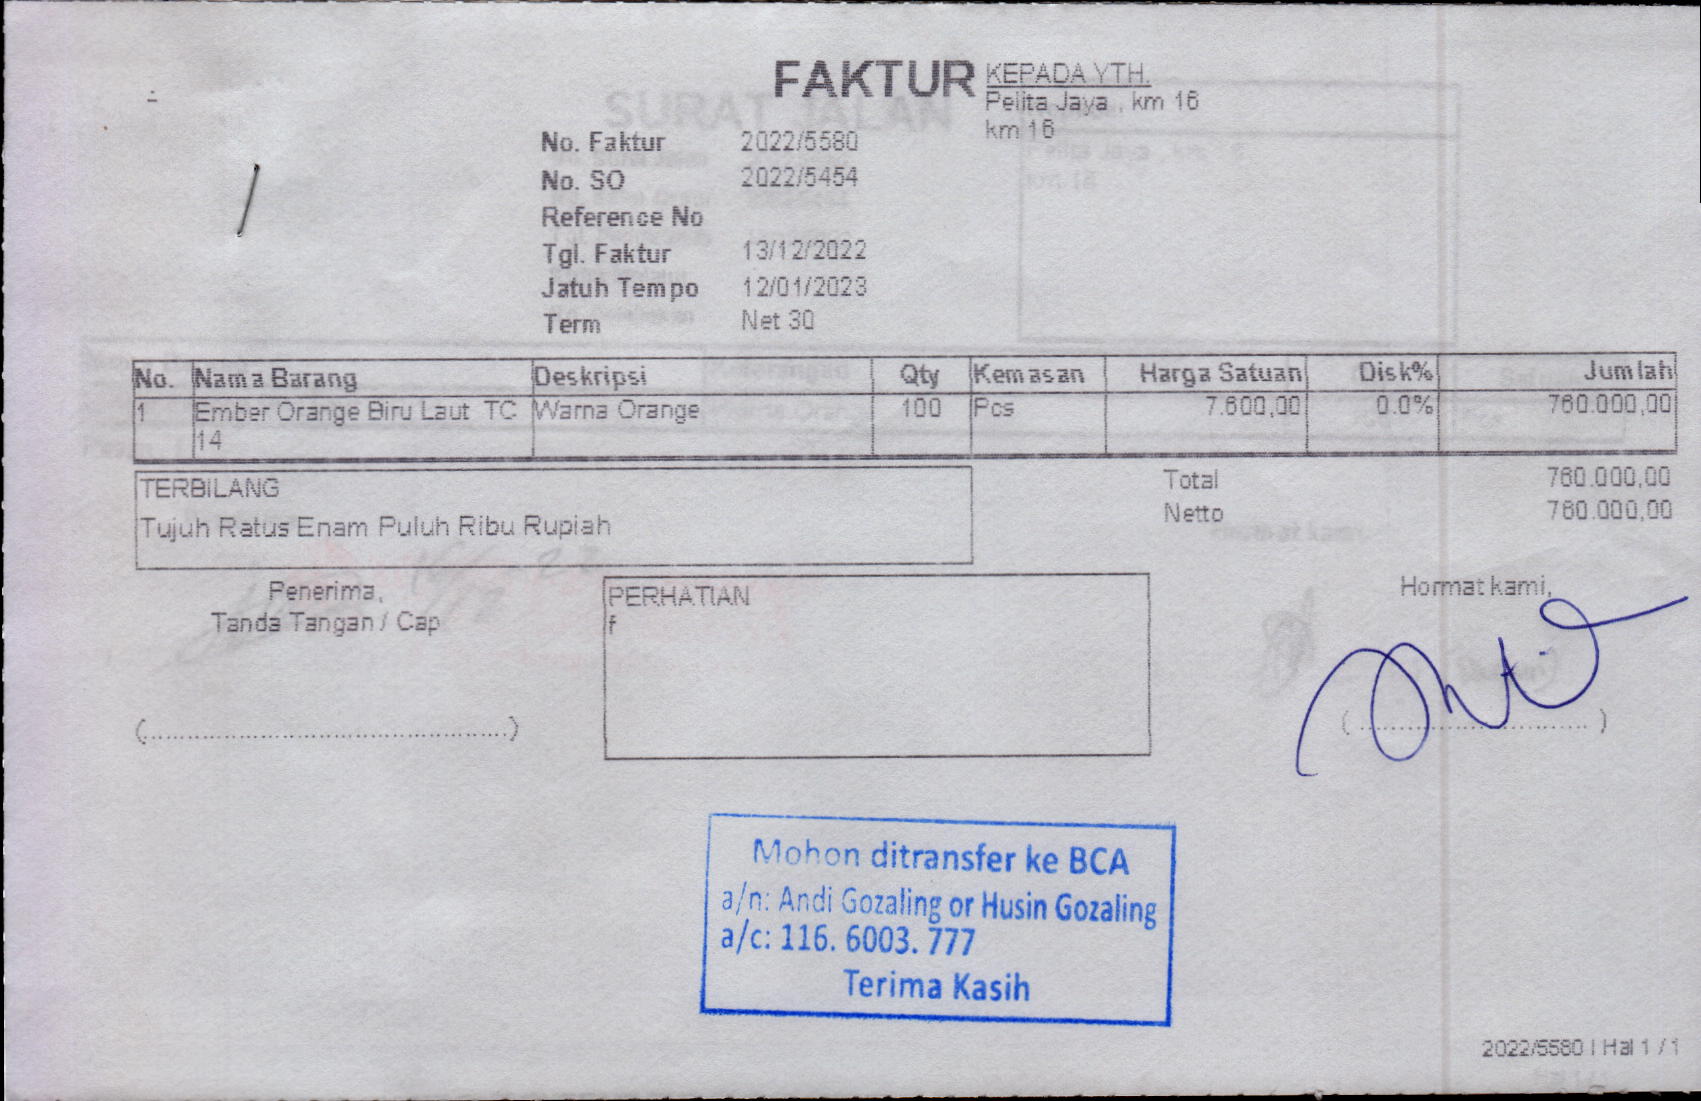 FAKTUR
KEPADA YTH.
Pelita Jaya , km 16
km 16
No. Faktur 2022/5580
No. SO 2022/5454
Reference No
Tgl. Faktur 13/12/2022
Jatuh Tempo 12/01/2023
Term Net 30
No. Nama Barang Deskripsi Qty Kemasan Harga Satuan Disk% Jumlah
1 Ember Orange Biru Laut TC Warna Orange 100 Pcs 7.600,00 0.0% 760.000,00
14
TERBILANG
Tujuh Ratus Enam Puluh Ribu Rupiah
Total 760.000,00
Netto 760.000,00
Penerima,
Tanda Tangan / Cap
(................................................)
PERHATIAN
f
Hormat kami,
( ................................ )
Mohon ditransfer ke BCA
a/n: Andi Gozaling or Husin Gozaling
a/c: 116. 6003. 777
Terima Kasih
2022/5580 | Hal 1 / 1
SURAT JALAN